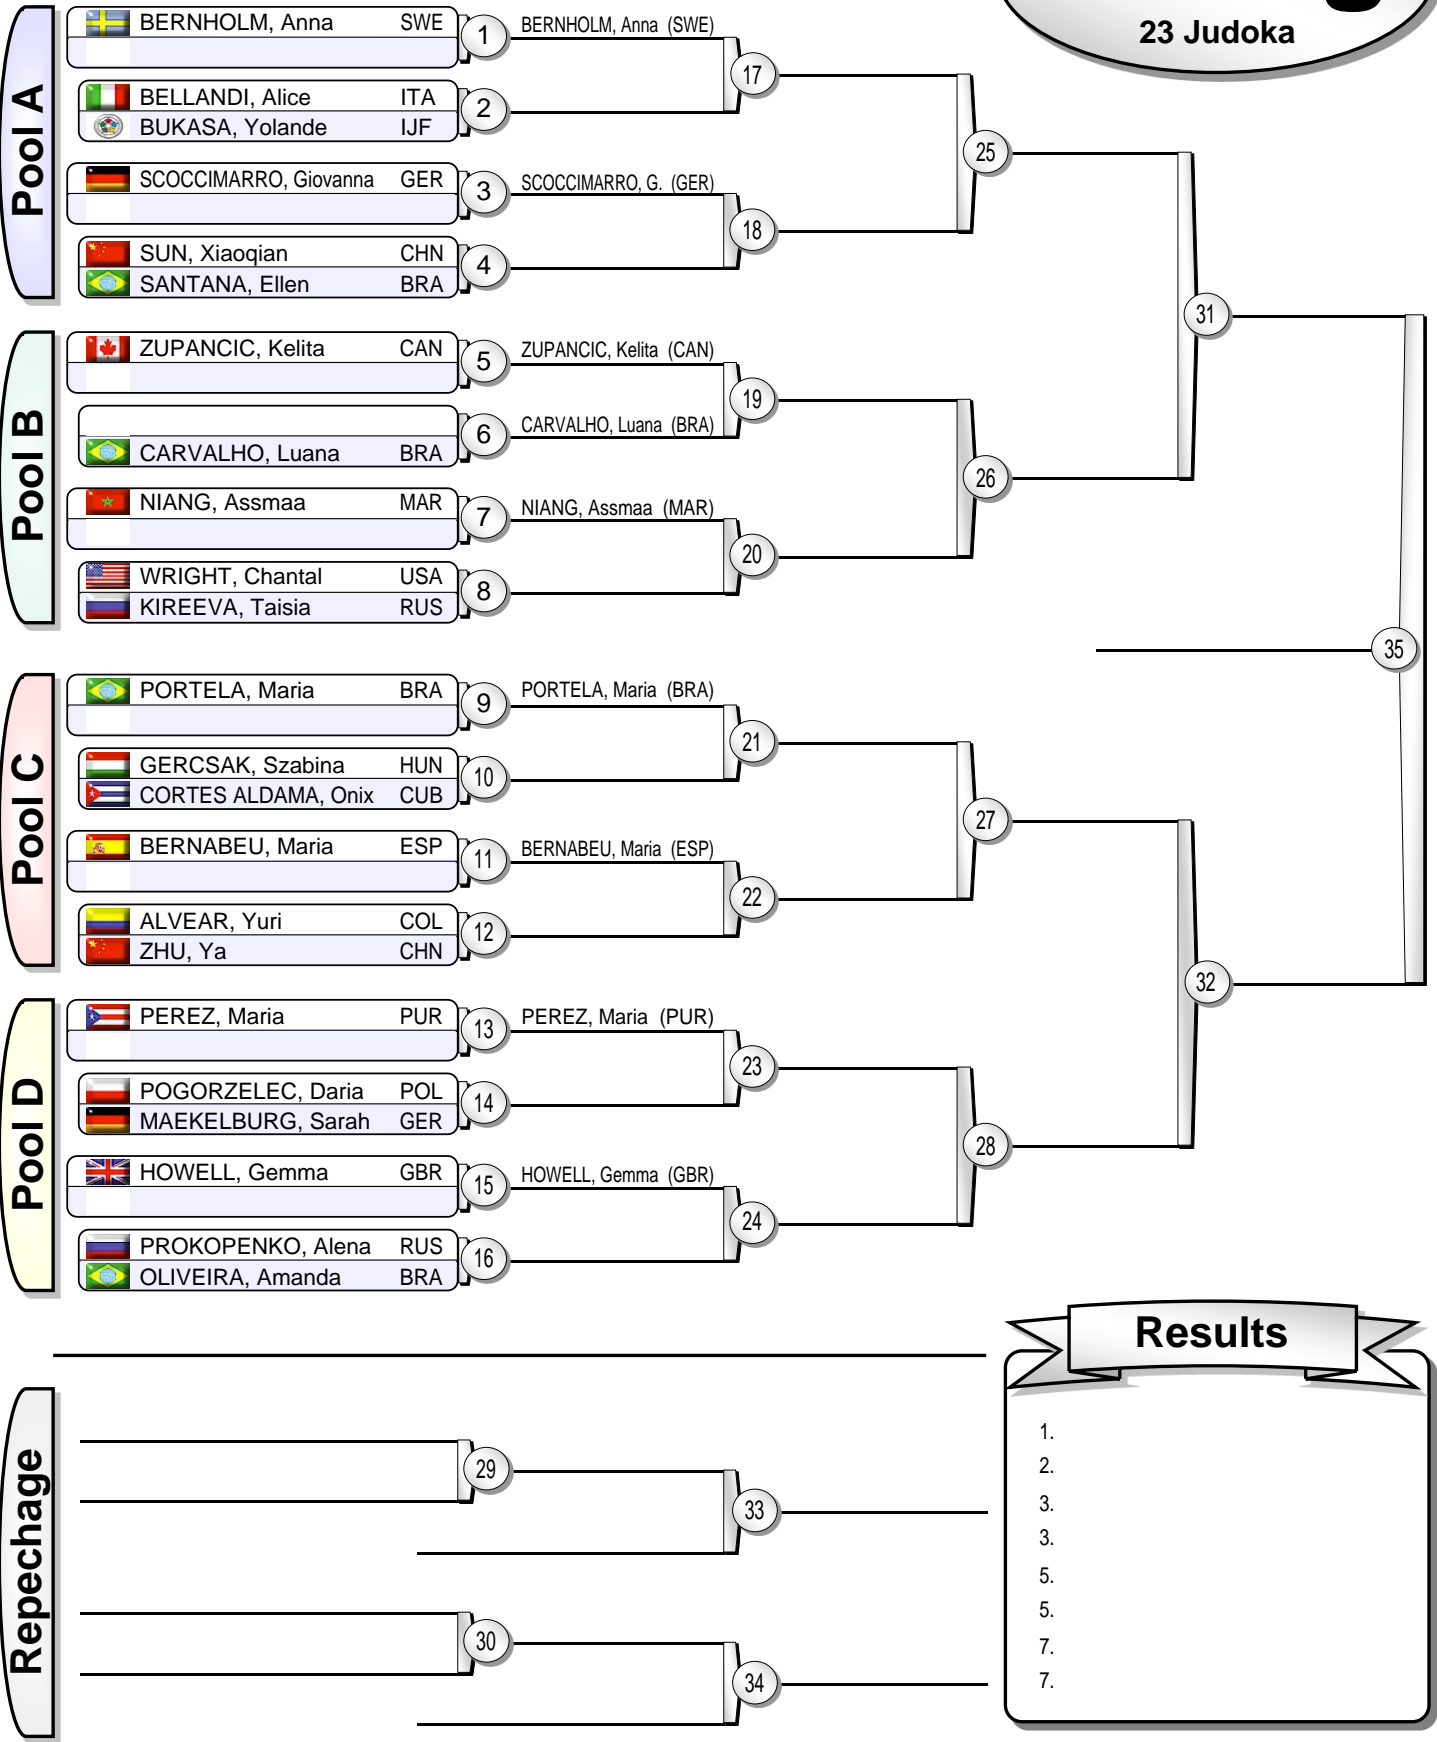 23 Judoka
Pool A
BERNHOLM, Anna SWE
1
BERNHOLM, Anna (SWE)
17
BELLANDI, Alice ITA
2
BUKASA, Yolande IJF
25
SCOCCIMARRO, Giovanna GER
3
SCOCCIMARRO, G. (GER)
18
SUN, Xiaoqian CHN
4
SANTANA, Ellen BRA
31
Pool B
ZUPANCIC, Kelita CAN
5
ZUPANCIC, Kelita (CAN)
19
6
CARVALHO, Luana (BRA)
CARVALHO, Luana BRA
26
NIANG, Assmaa MAR
7
NIANG, Assmaa (MAR)
20
WRIGHT, Chantal USA
8
KIREEVA, Taisia RUS
35
Pool C
PORTELA, Maria BRA
9
PORTELA, Maria (BRA)
21
GERCSAK, Szabina HUN
10
CORTES ALDAMA, Onix CUB
27
BERNABEU, Maria ESP
11
BERNABEU, Maria (ESP)
22
ALVEAR, Yuri COL
12
ZHU, Ya CHN
32
Pool D
PEREZ, Maria PUR
13
PEREZ, Maria (PUR)
23
POGORZELEC, Daria POL
14
MAEKELBURG, Sarah GER
28
HOWELL, Gemma GBR
15
HOWELL, Gemma (GBR)
24
PROKOPENKO, Alena RUS
16
OLIVEIRA, Amanda BRA
Repechage
29
33
30
34
Results
1.
2.
3.
3.
5.
5.
7.
7.